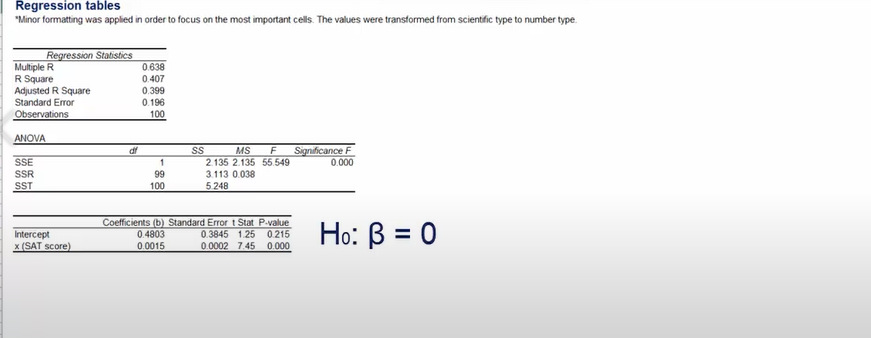 Regression tables
*Minor formatting was applied in order to focus on the most important cells. The values were transformed from scientific type to number type.
Regression Statistics
Multiple R 0.638
R Square 0.407
Adjusted R Square 0.399
Standard Error 0.196
Observations 100
ANOVA
df SS MS F Significance F
SSE 1 2.135 2.135 55.549 0.000
SSR 99 3.113 0.038
SST 100 5.248
Coefficients (b) Standard Error t Stat P-value
Intercept 0.4803 0.3845 1.25 0.215
x (SAT score) 0.0015 0.0002 7.45 0.000
H₀: β = 0